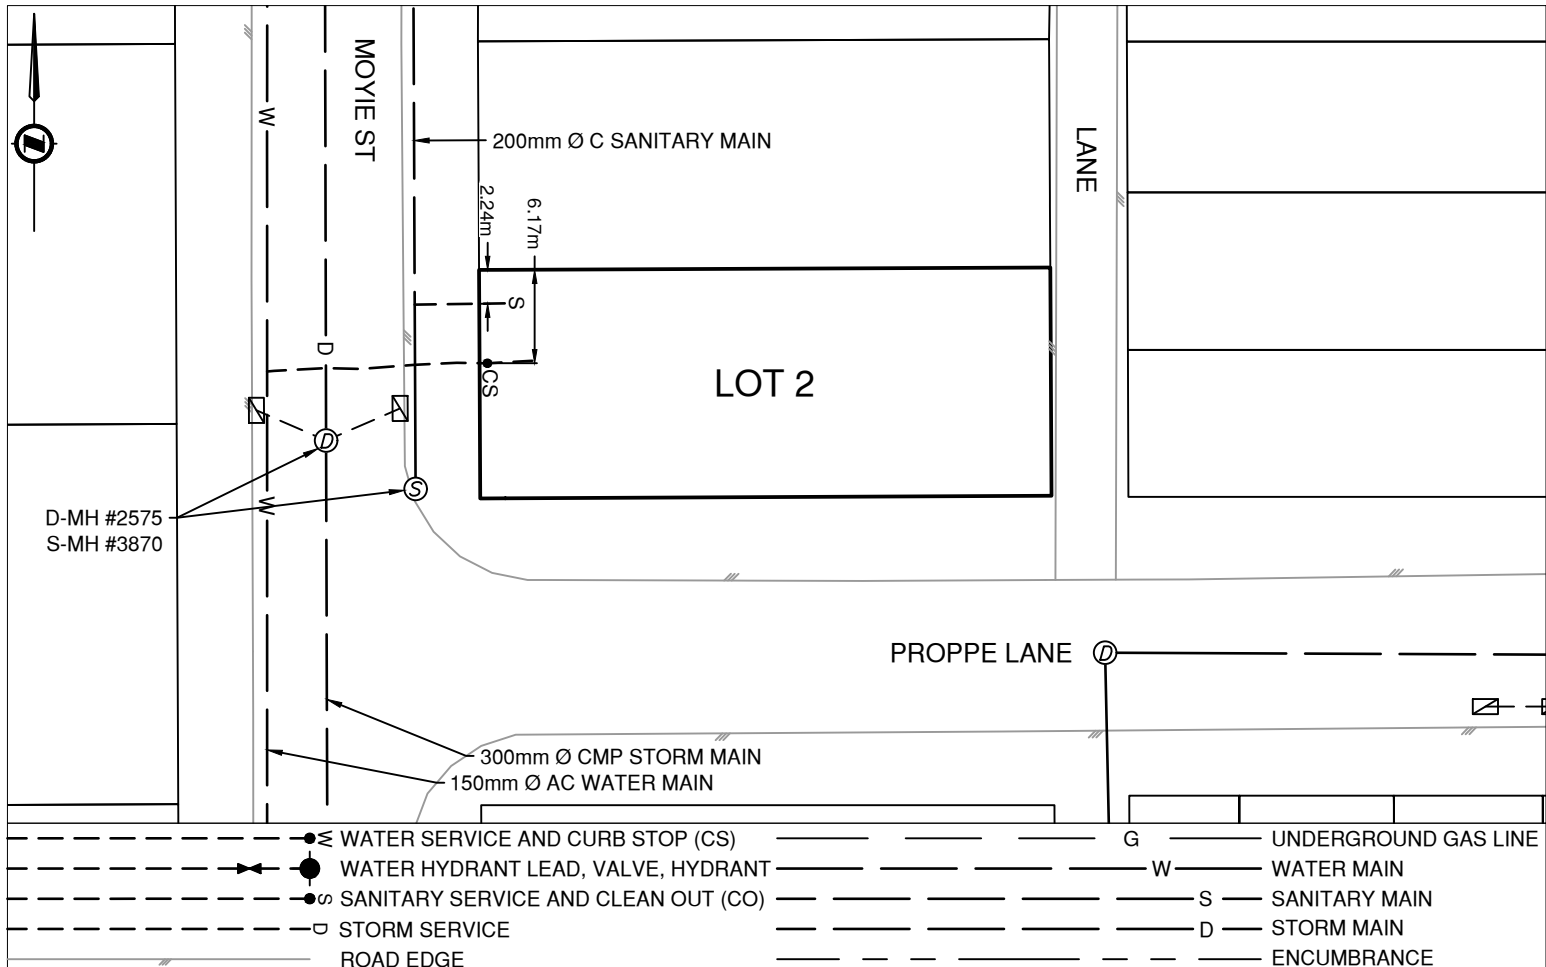 MOYIE ST
W
200mm Ø C SANITARY MAIN
LANE
2.24m
6.17m
S
D
CS
LOT 2
D
S
W
D-MH #2575
S-MH #3870
PROPPE LANE
D
300mm Ø CMP STORM MAIN
150mm Ø AC WATER MAIN
W WATER SERVICE AND CURB STOP (CS)
G UNDERGROUND GAS LINE
WATER HYDRANT LEAD, VALVE, HYDRANT
W WATER MAIN
S SANITARY SERVICE AND CLEAN OUT (CO)
S SANITARY MAIN
D STORM SERVICE
D STORM MAIN
ROAD EDGE
ENCUMBRANCE